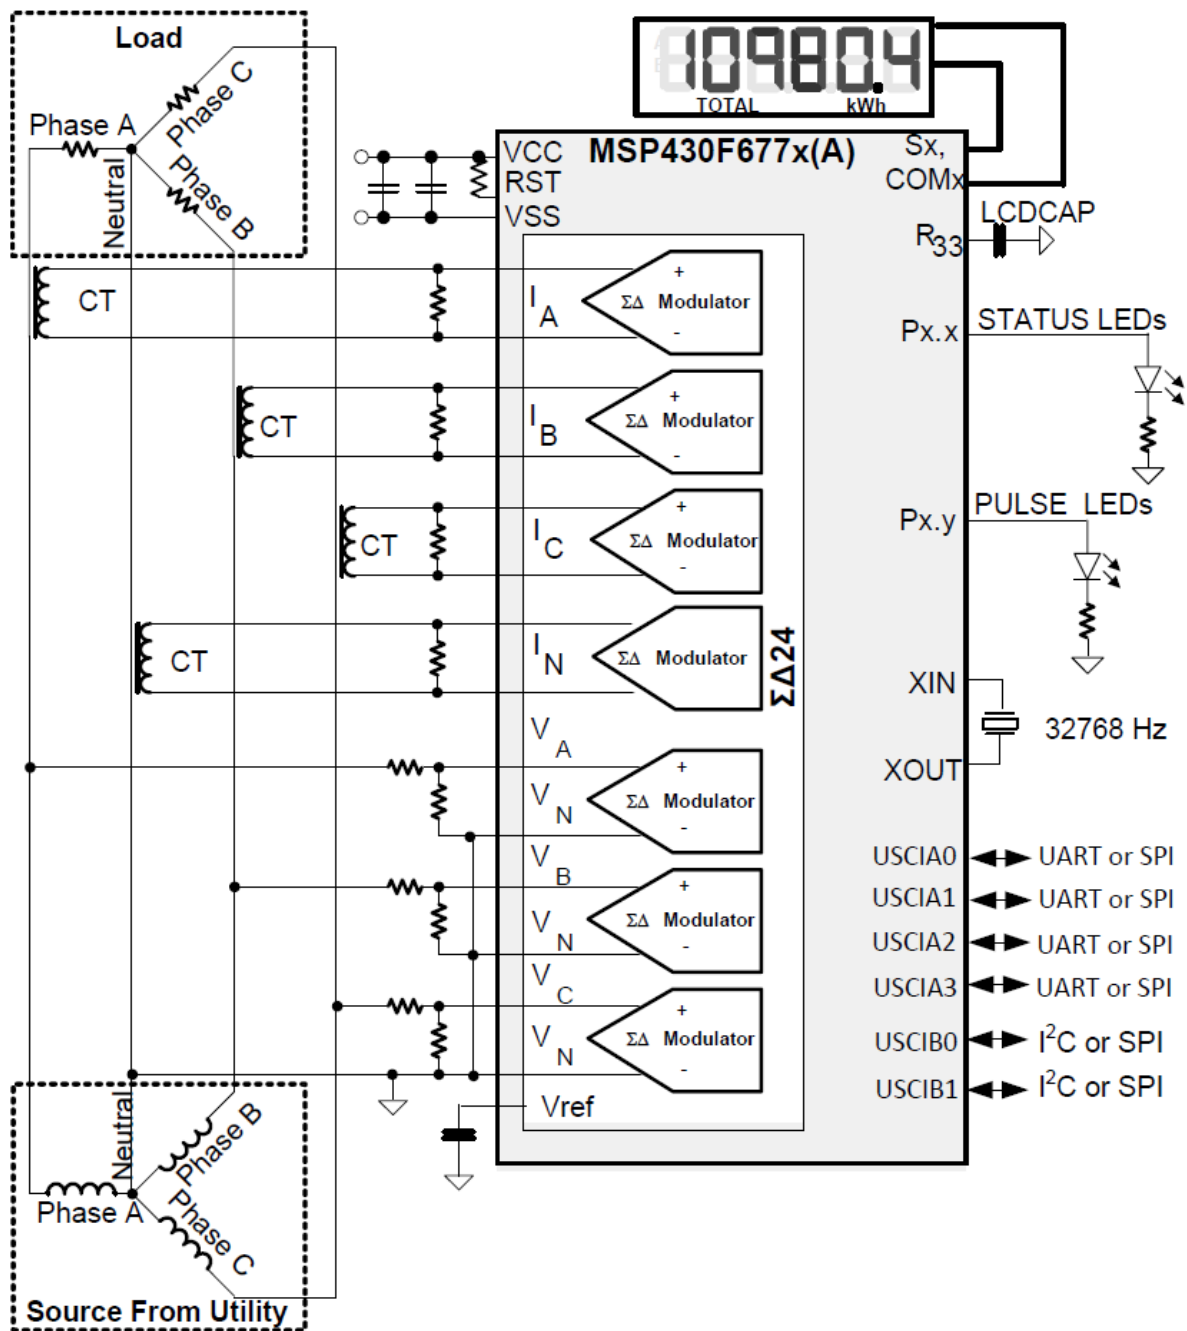 Load
Phase A
Phase C
Phase B
Neutral
10980.4
TOTAL kWh
MSP430F677x(A)
VCC
RST
VSS
Sx,
COMx
R33
LCDCAP
Px.x
STATUS LEDs
Px.y
PULSE LEDs
XIN
XOUT
32768 Hz
CT
IA
+
ΣΔ Modulator
-
CT
IB
+
ΣΔ Modulator
-
CT
IC
+
ΣΔ Modulator
-
CT
IN
ΣΔ Modulator
ΣΔ24
VA
+
VN
ΣΔ Modulator
-
VB
+
VN
ΣΔ Modulator
-
VC
+
VN
ΣΔ Modulator
-
Vref
USCIA0 UART or SPI
USCIA1 UART or SPI
USCIA2 UART or SPI
USCIA3 UART or SPI
USCIB0 I²C or SPI
USCIB1 I²C or SPI
Neutral
Phase B
Phase A
Phase C
Source From Utility